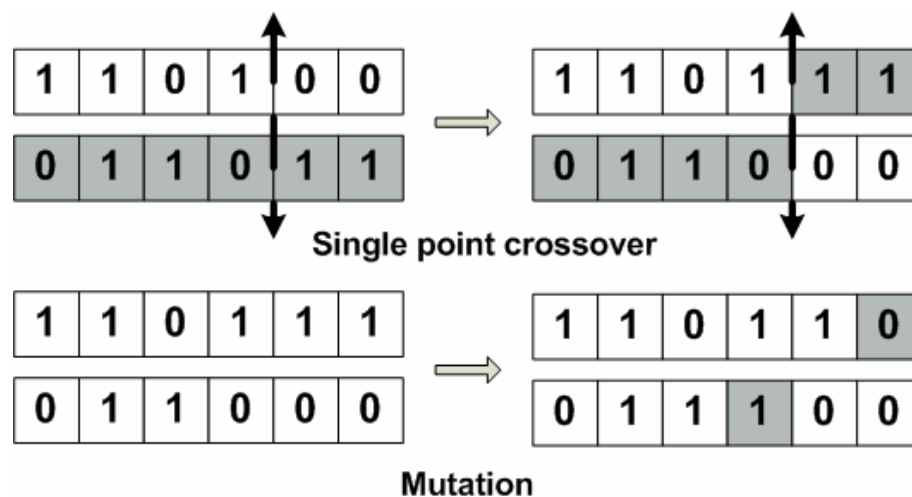 1 1 0 1 0 0 1 1 0 1 1 1
0 1 1 0 1 1 0 1 1 0 0 0
Single point crossover
1 1 0 1 1 1 1 1 0 1 1 0
0 1 1 0 0 0 0 1 1 1 0 0
Mutation